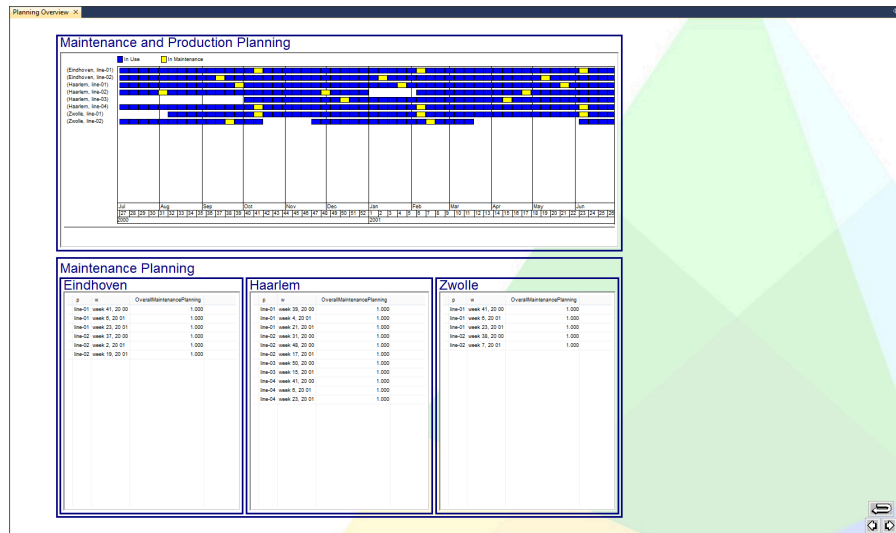 Planning Overview ×
Maintenance and Production Planning
In Use In Maintenance
(Eindhoven, line-01)
(Eindhoven, line-02)
(Haarlem, line-01)
(Haarlem, line-02)
(Haarlem, line-03)
(Haarlem, line-04)
(Zwolle, line-01)
(Zwolle, line-02)
Jul Aug Sep Oct Nov Dec Jan Feb Mar Apr May Jun
27 28 29 30 31 32 33 34 35 36 37 38 39 40 41 42 43 44 45 46 47 48 49 50 51 52 1 2 3 4 5 6 7 8 9 10 11 12 13 14 15 16 17 18 19 20 21 22 23 24 25 26
2000 2001
Maintenance Planning
Eindhoven
p w OverallMaintenancePlanning
line-01 week 41, 20 00 1.000
line-01 week 6, 20 01 1.000
line-01 week 23, 20 01 1.000
line-02 week 37, 20 00 1.000
line-02 week 2, 20 01 1.000
line-02 week 19, 20 01 1.000
Haarlem
p w OverallMaintenancePlanning
line-01 week 39, 20 00 1.000
line-01 week 4, 20 01 1.000
line-01 week 21, 20 01 1.000
line-02 week 31, 20 00 1.000
line-02 week 48, 20 00 1.000
line-02 week 17, 20 01 1.000
line-03 week 50, 20 00 1.000
line-03 week 15, 20 01 1.000
line-04 week 41, 20 00 1.000
line-04 week 6, 20 01 1.000
line-04 week 23, 20 01 1.000
Zwolle
p w OverallMaintenancePlanning
line-01 week 41, 20 00 1.000
line-01 week 6, 20 01 1.000
line-01 week 23, 20 01 1.000
line-02 week 38, 20 00 1.000
line-02 week 7, 20 01 1.000